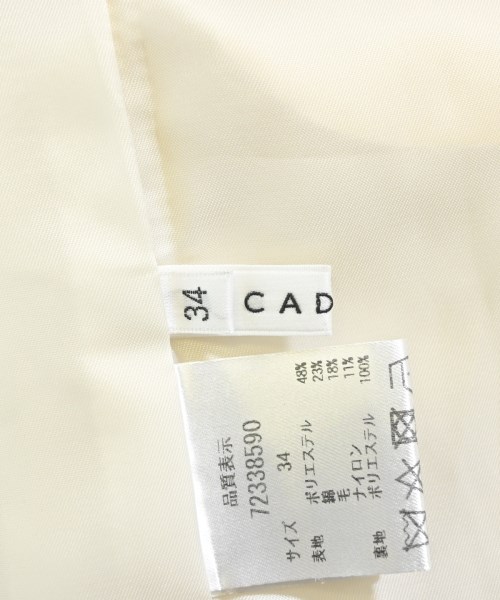 34
CAD
品質表示
72338590
サイズ 34
表地 ポリエステル 48%
綿 23%
毛 18%
ナイロン 11%
裏地 ポリエステル 100%